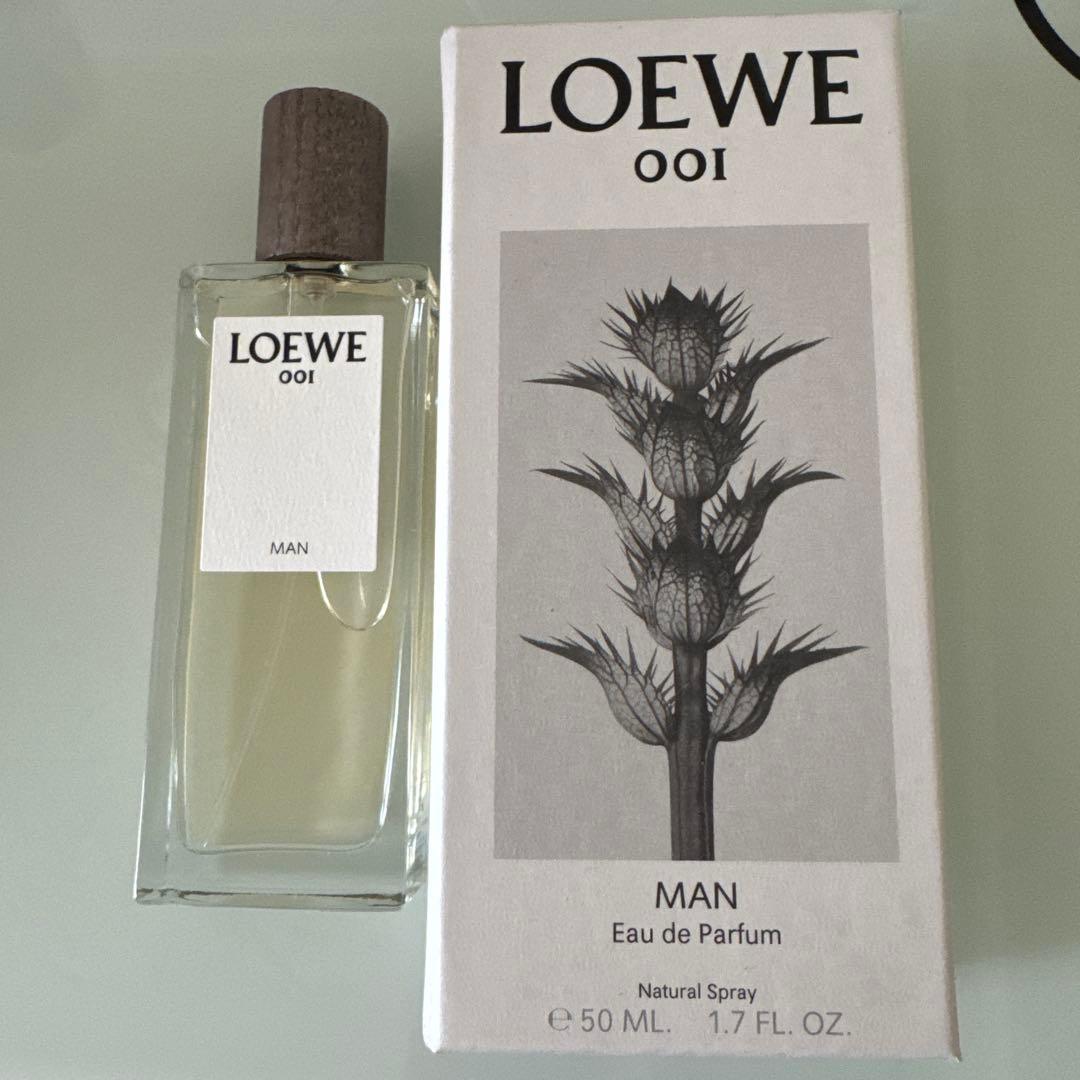 LOEWE
001
MAN
LOEWE
001
MAN
Eau de Parfum
Natural Spray
℮ 50 ML. 1.7 FL. OZ.